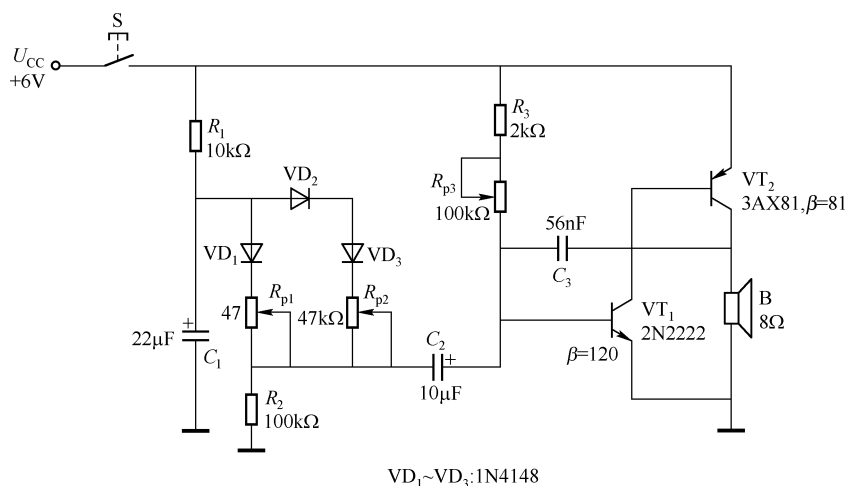 S
U_CC
+6V
R_1
10kΩ
R_3
2kΩ
R_p3
100kΩ
VD_2
VD_1
VD_3
R_p1
47
R_p2
47kΩ
22μF
+
C_1
R_2
100kΩ
C_2
+
10μF
56nF
C_3
VT_1
2N2222
β=120
VT_2
3AX81,β=81
B
8Ω
VD_1~VD_3:1N4148